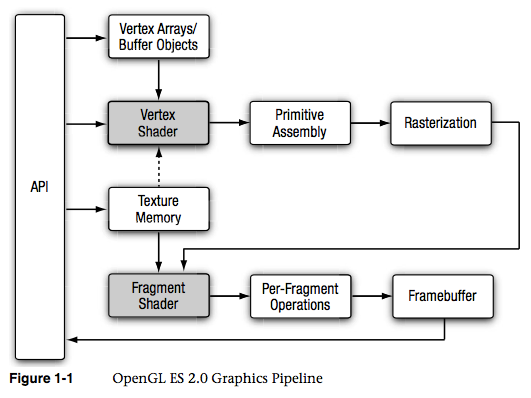 Vertex Arrays/
Buffer Objects
Vertex
Shader
Primitive
Assembly
Rasterization
API
Texture
Memory
Fragment
Shader
Per-Fragment
Operations
Framebuffer
Figure 1-1 OpenGL ES 2.0 Graphics Pipeline